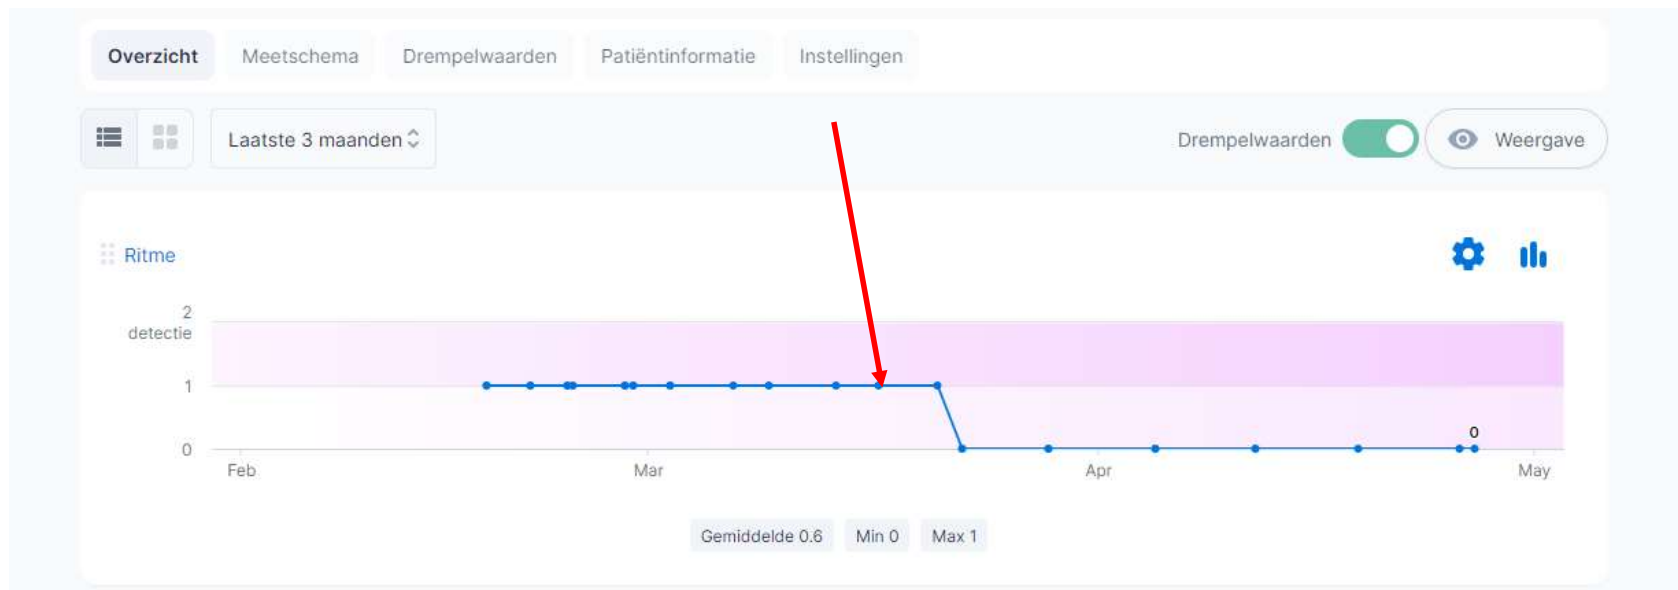 Overzicht Meetschema Drempelwaarden Patiëntinformatie Instellingen
Laatste 3 maanden Drempelwaarden Weergave
Ritme
2
detectie
1
0
0
Feb Mar Apr May
Gemiddelde 0.6 Min 0 Max 1